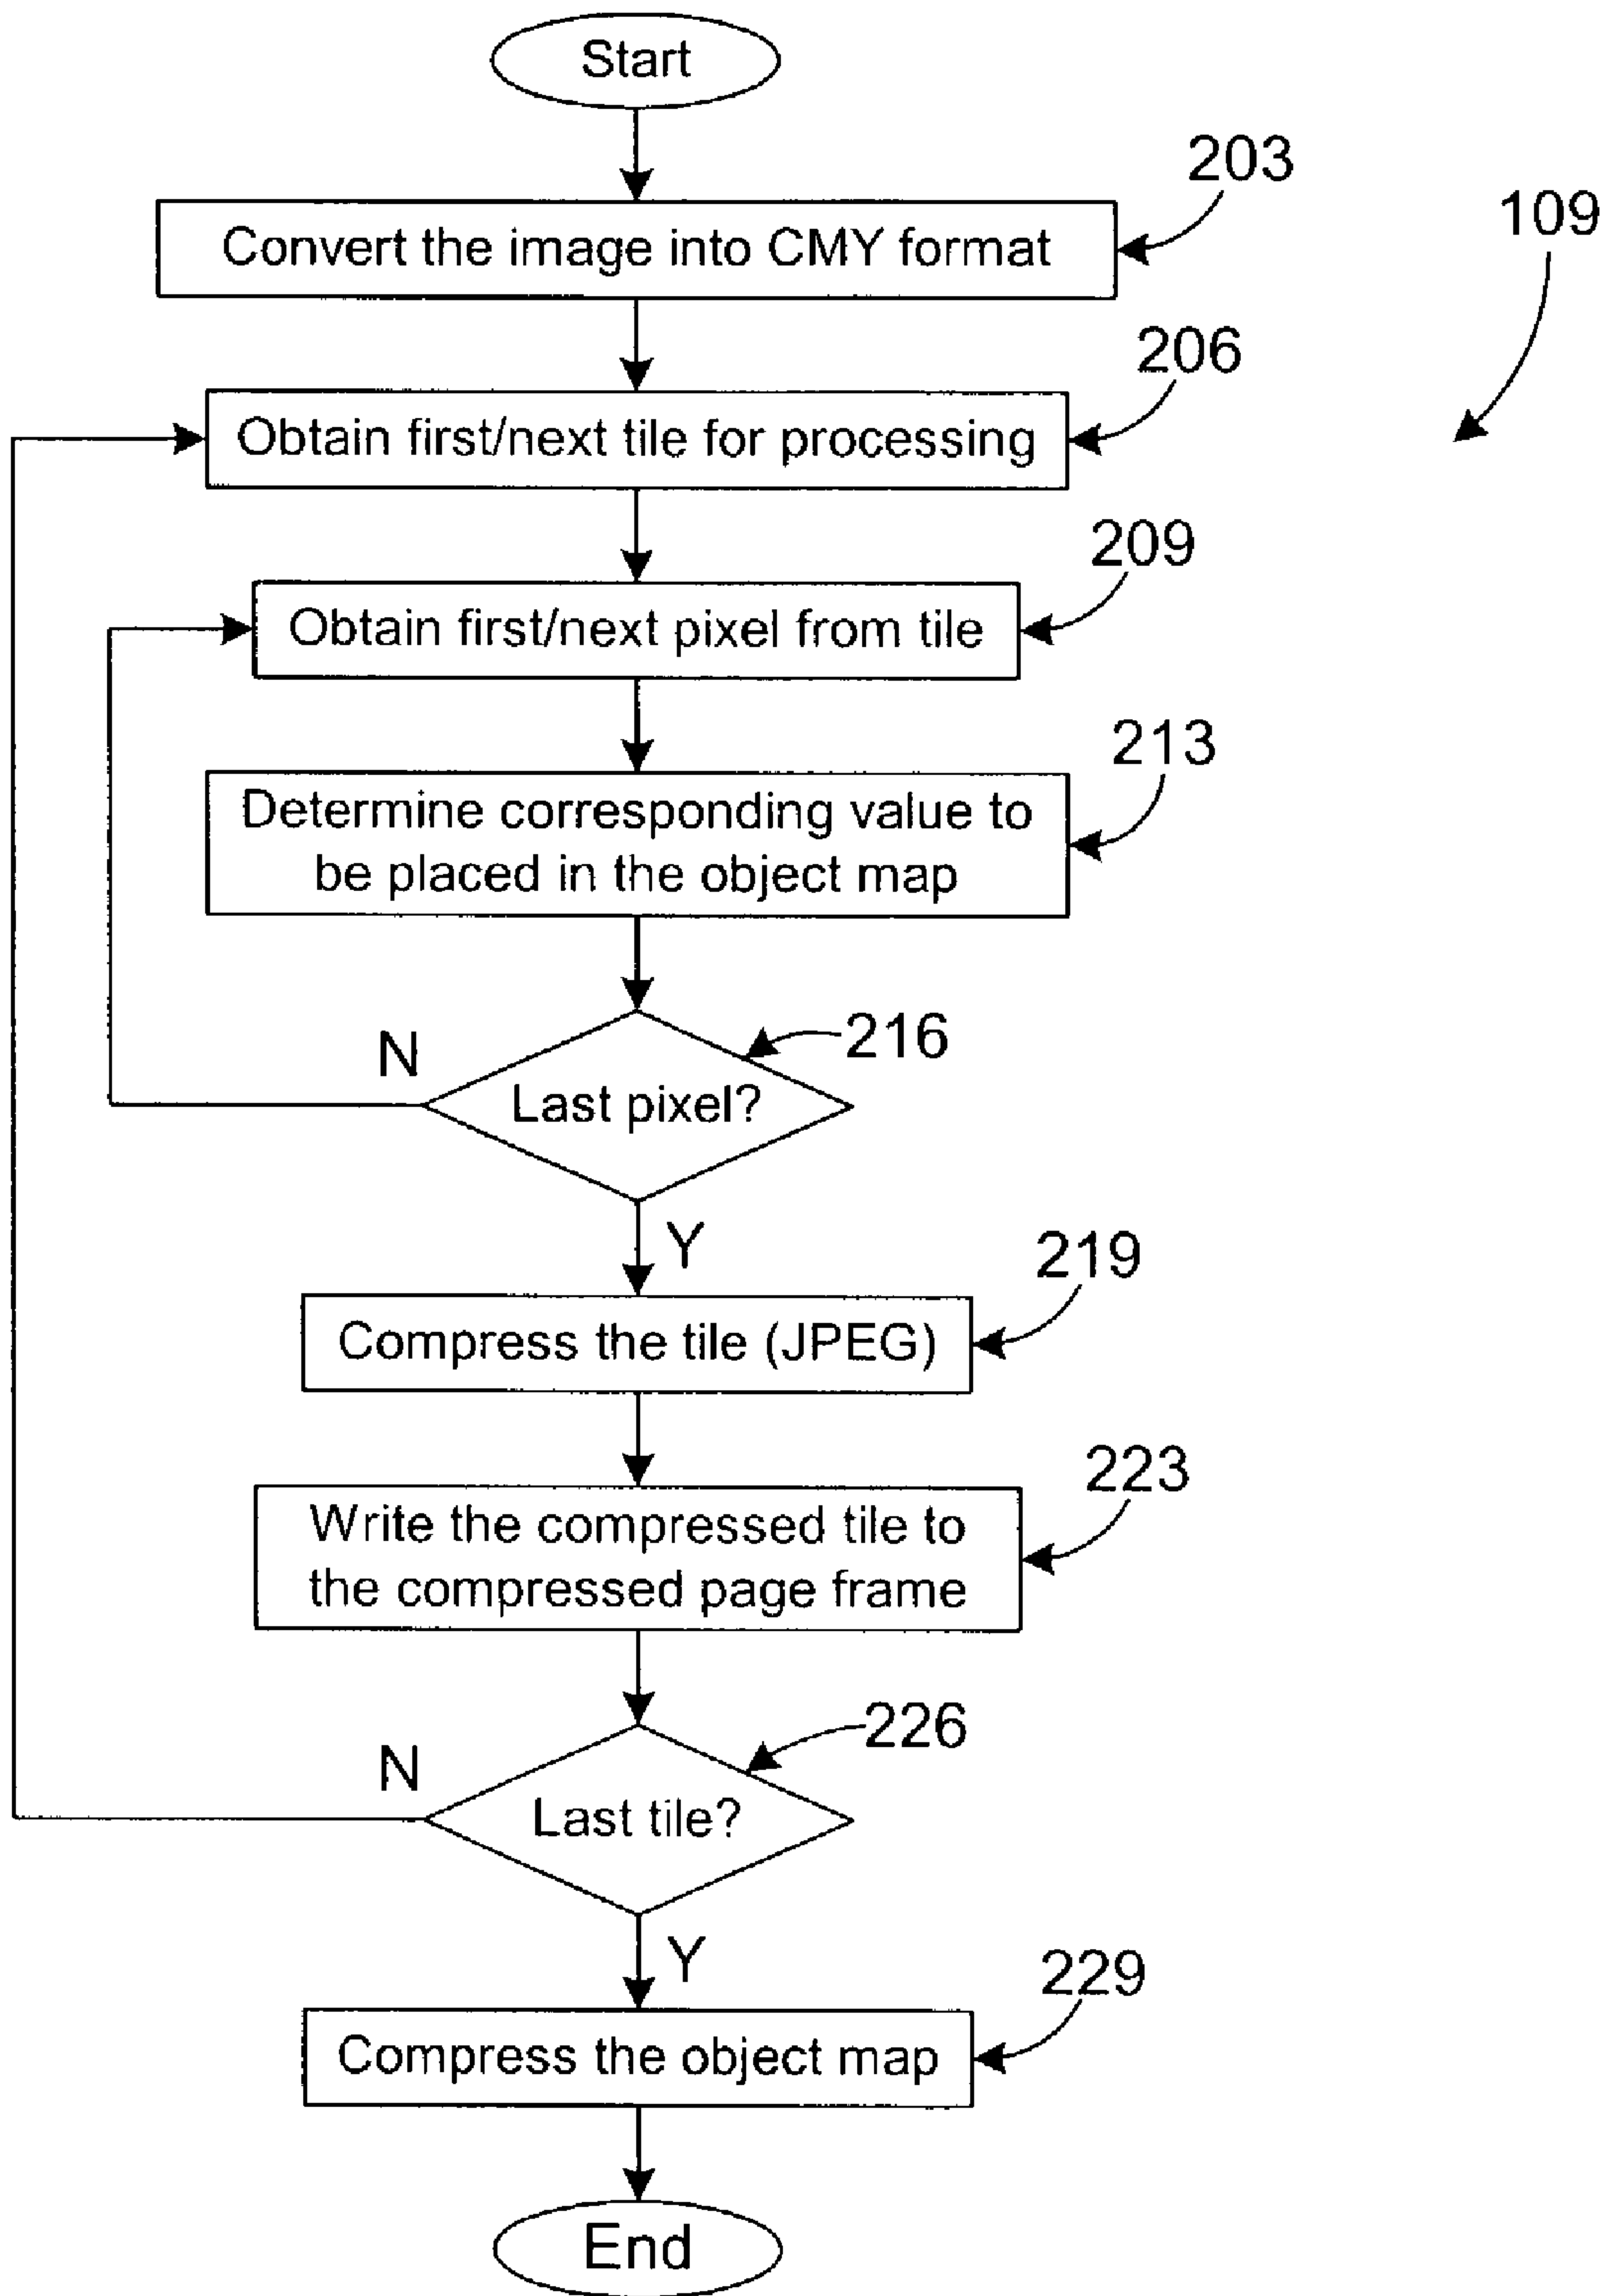 Start
203
Convert the image into CMY format
109
206
Obtain first/next tile for processing
209
Obtain first/next pixel from tile
213
Determine corresponding value to
be placed in the object map
216
N
Last pixel?
Y
219
Compress the tile (JPEG)
223
Write the compressed tile to
the compressed page frame
226
N
Last tile?
Y
229
Compress the object map
End